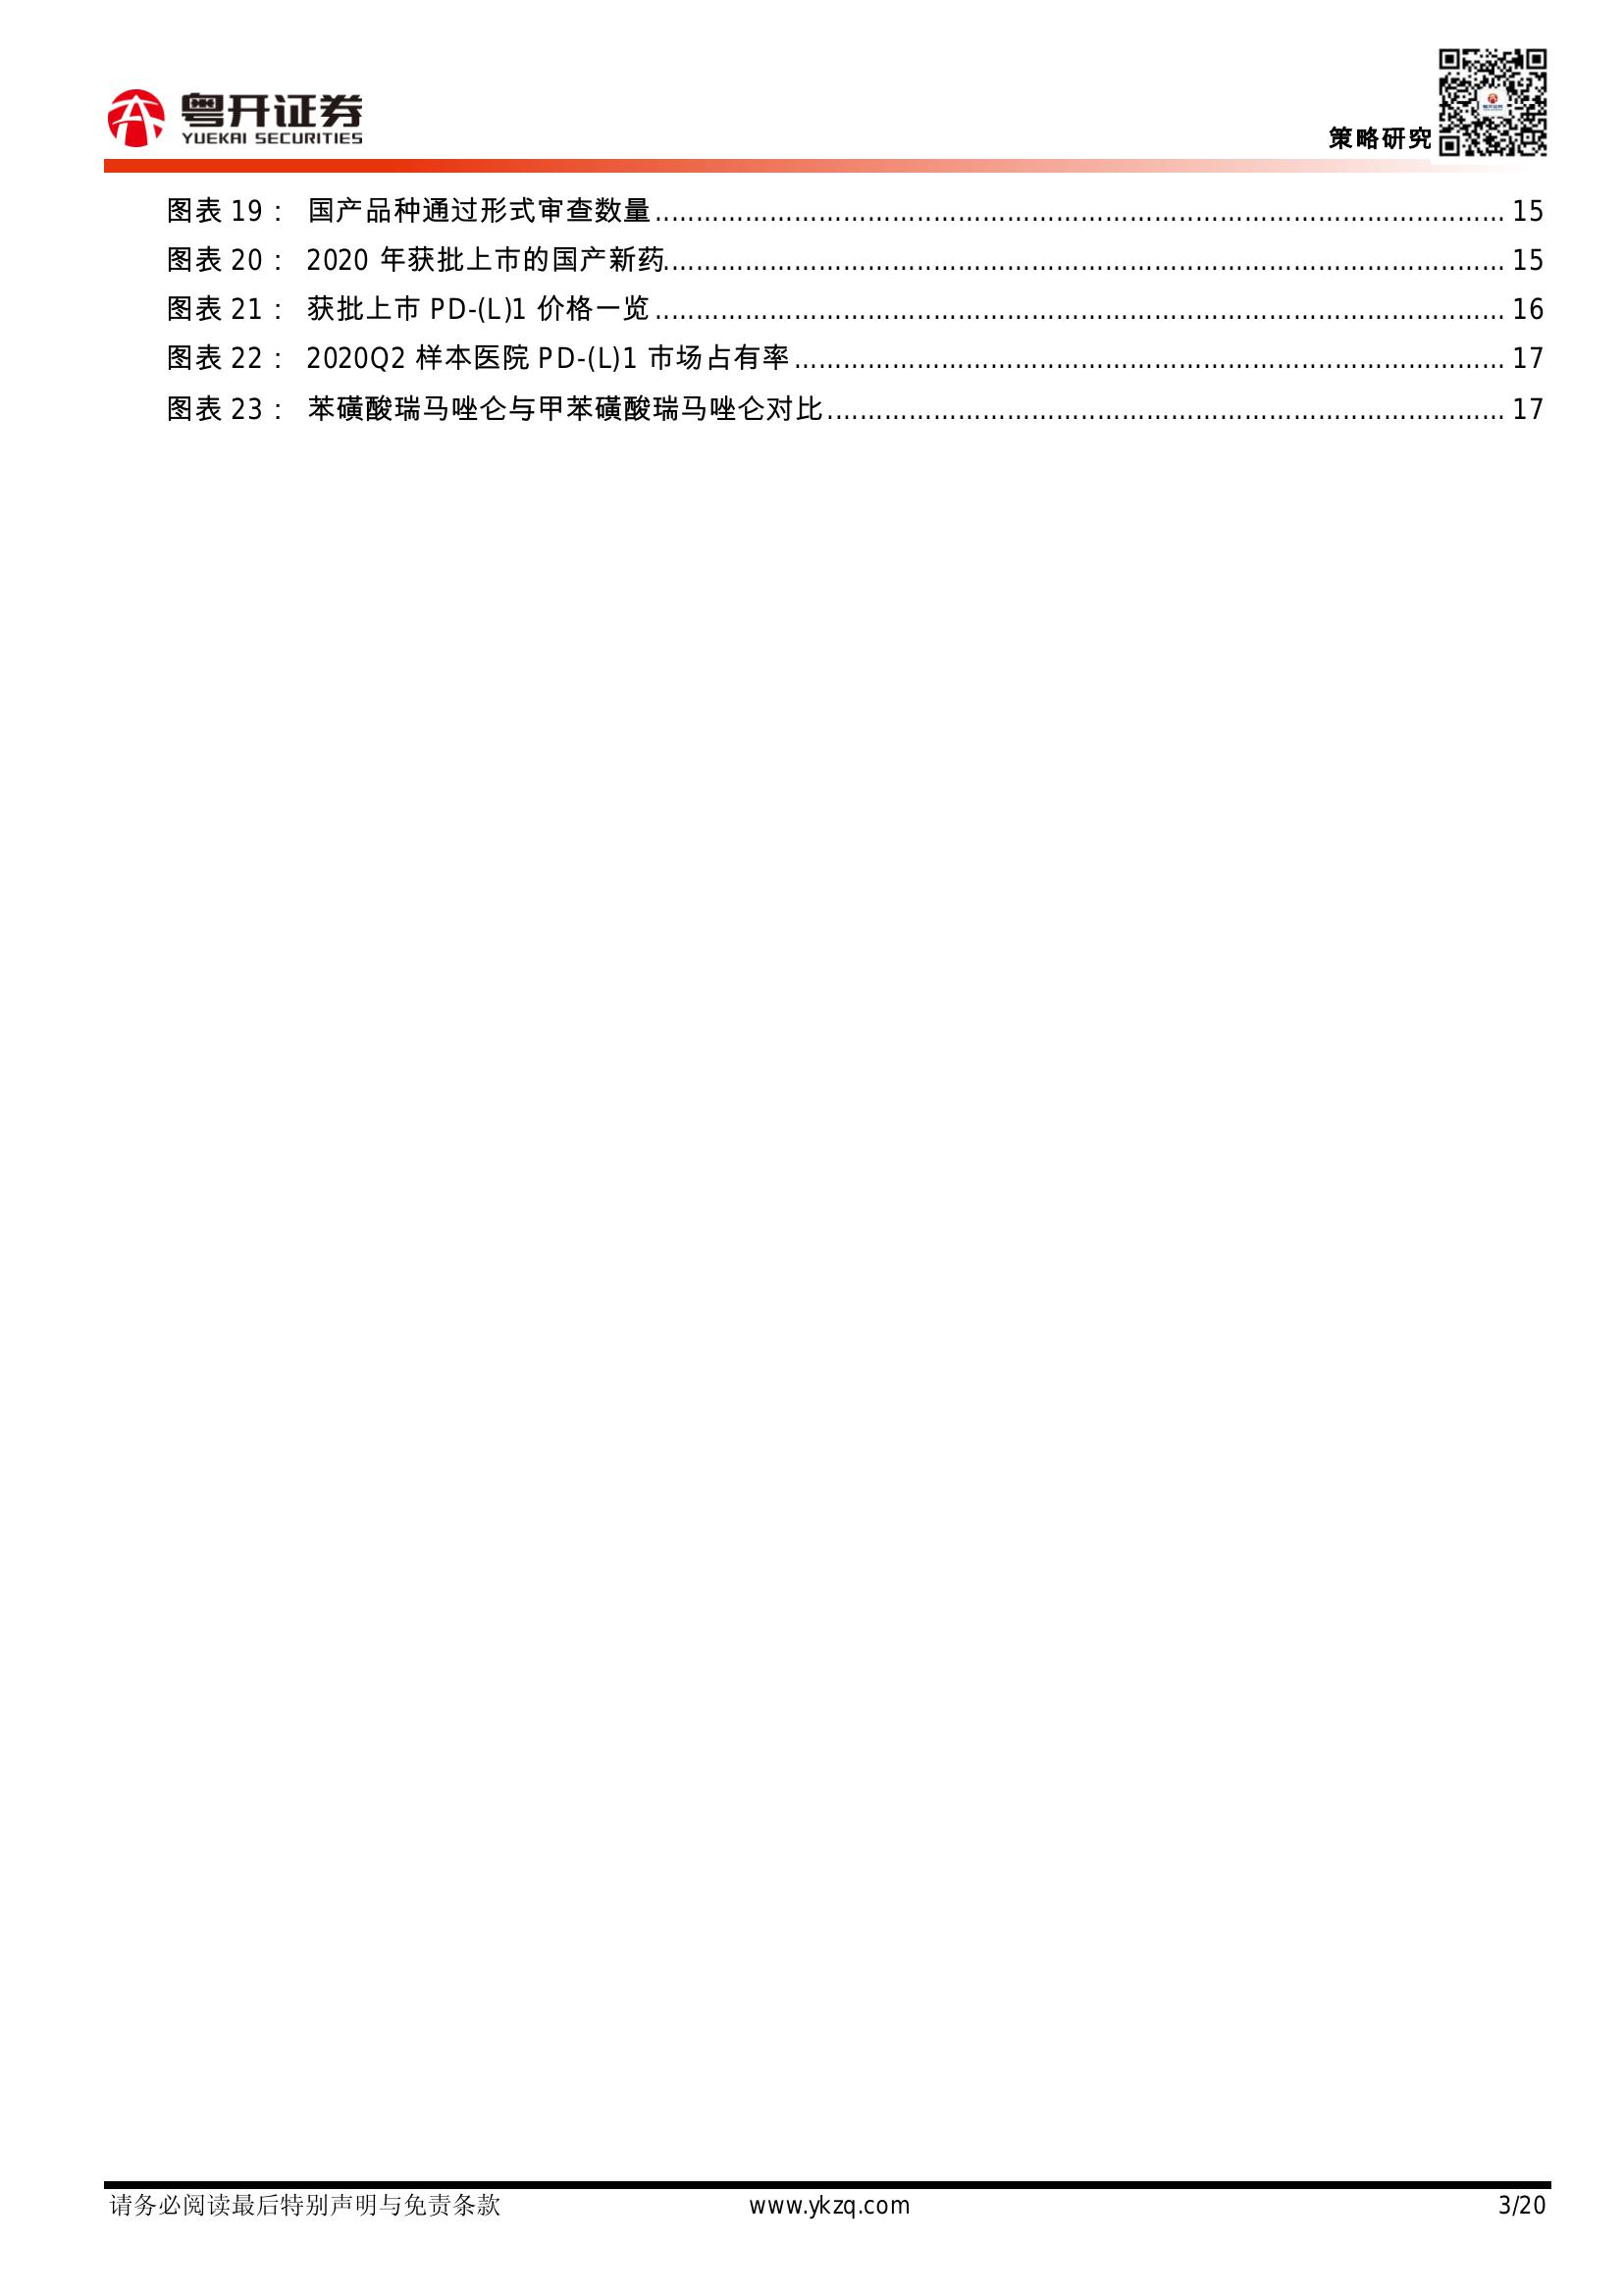 粤开证券
YUEKAI SECURITIES
策略研究
图表 19： 国产品种通过形式审查数量 15
图表 20： 2020 年获批上市的国产新药 15
图表 21： 获批上市 PD-(L)1 价格一览 16
图表 22： 2020Q2 样本医院 PD-(L)1 市场占有率 17
图表 23： 苯磺酸瑞马唑仑与甲苯磺酸瑞马唑仑对比 17
请务必阅读最后特别声明与免责条款 www.ykzq.com 3/20